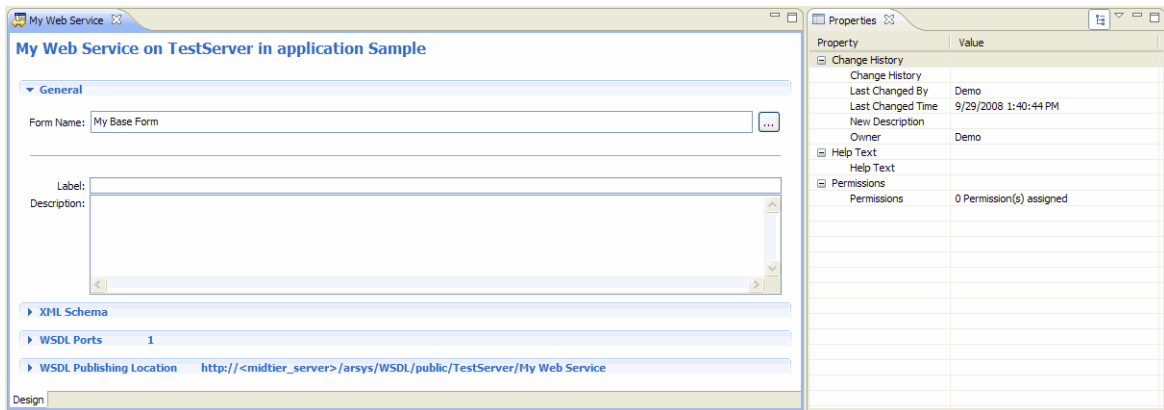 My Web Service
My Web Service on TestServer in application Sample
General
Form Name: My Base Form
...
Label:
Description:
XML Schema
WSDL Ports 1
WSDL Publishing Location http://<midtier_server>/arsys/WSDL/public/TestServer/My Web Service
Design
Properties
Property Value
Change History
Change History
Last Changed By Demo
Last Changed Time 9/29/2008 1:40:44 PM
New Description
Owner Demo
Help Text
Help Text
Permissions
Permissions 0 Permission(s) assigned